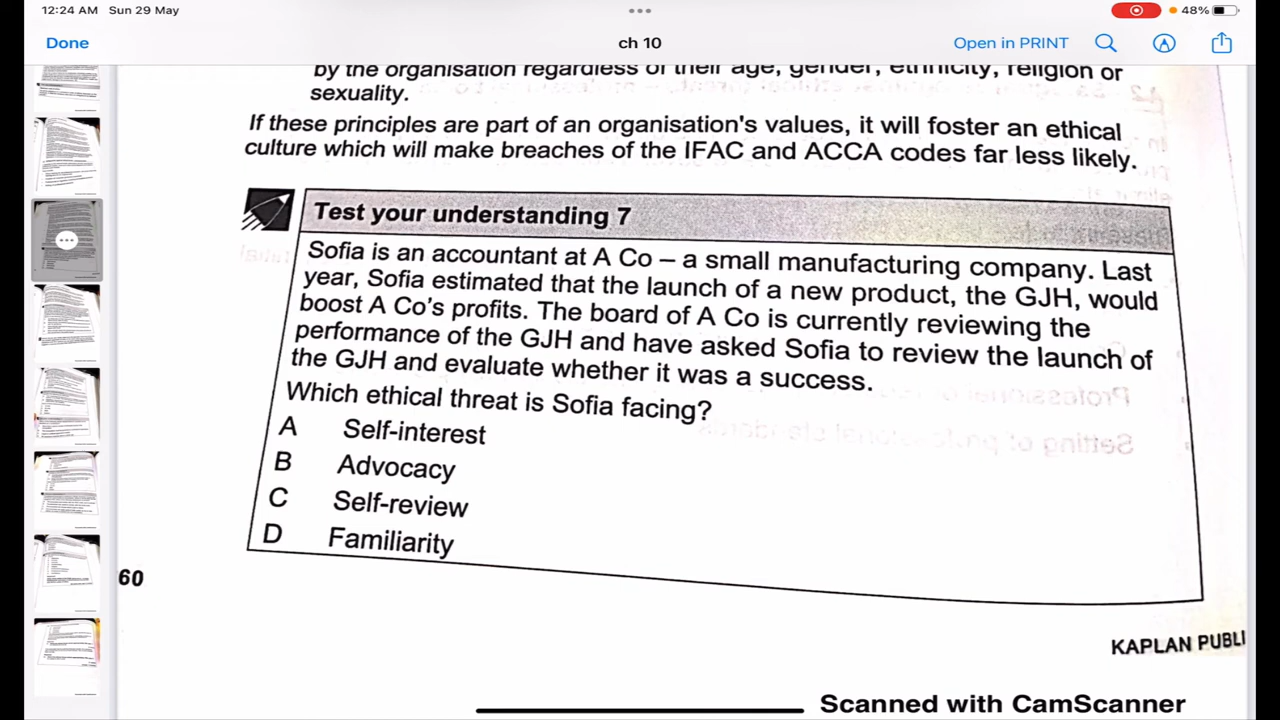 12:24 AM Sun 29 May
48%
Done
ch 10
Open in PRINT
by the organisation regardless of their age, gender, ethnicity, religion or
sexuality.
If these principles are part of an organisation's values, it will foster an ethical
culture which will make breaches of the IFAC and ACCA codes far less likely.
Test your understanding 7
Sofia is an accountant at A Co – a small manufacturing company. Last
year, Sofia estimated that the launch of a new product, the GJH, would
boost A Co's profits. The board of A Co is currently reviewing the
performance of the GJH and have asked Sofia to review the launch of
the GJH and evaluate whether it was a success.
Which ethical threat is Sofia facing?
A Self-interest
B Advocacy
C Self-review
D Familiarity
60
KAPLAN PUBLI
Scanned with CamScanner